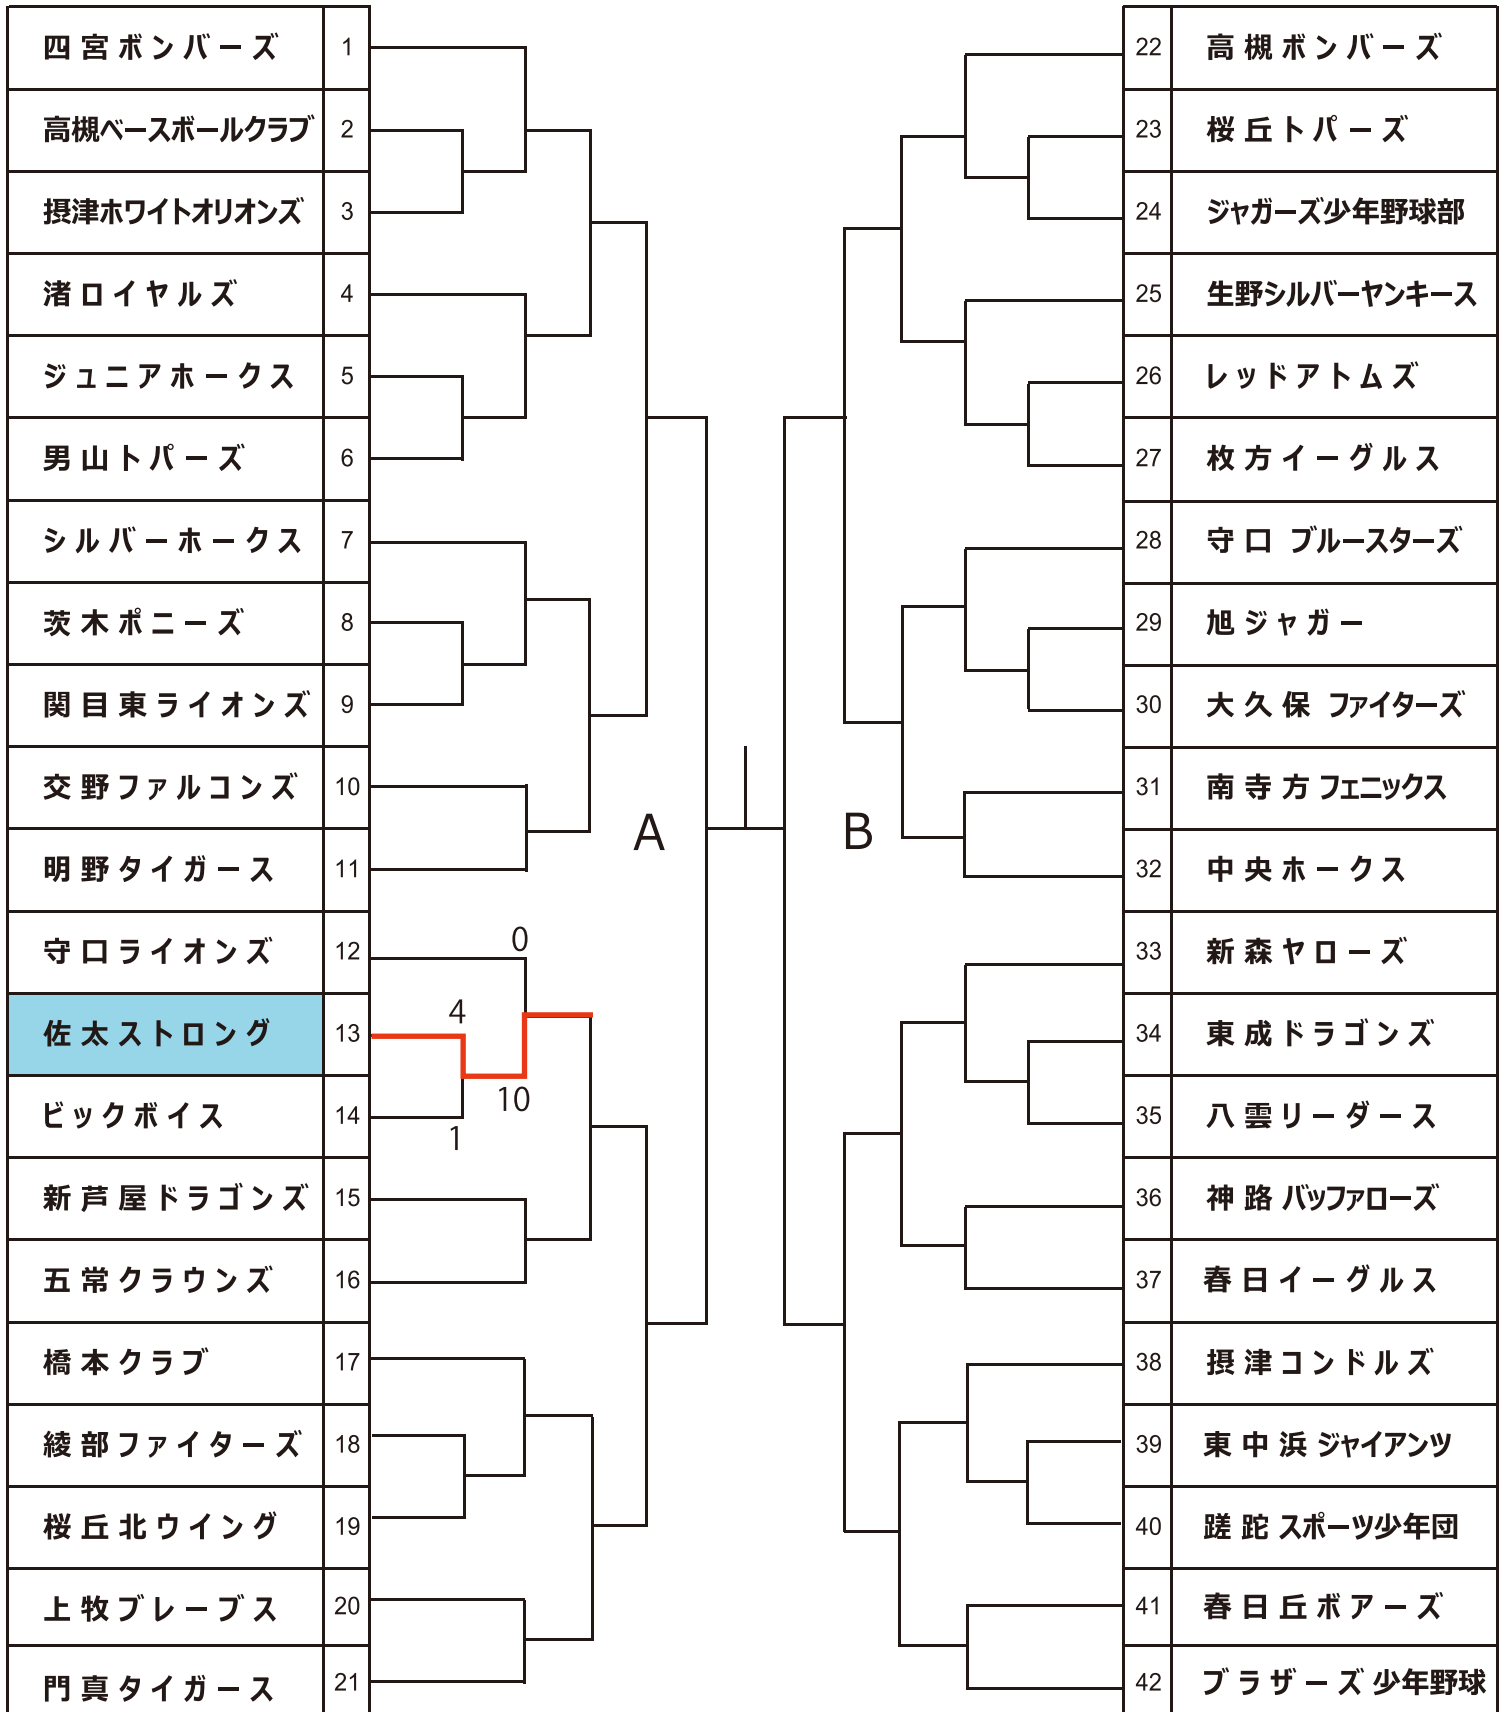 四宮ボンバーズ 1
高槻ベースボールクラブ 2
摂津ホワイトオリオンズ 3
渚ロイヤルズ 4
ジュニアホークス 5
男山トパーズ 6
シルバーホークス 7
茨木ポニーズ 8
関目東ライオンズ 9
交野ファルコンズ 10
明野タイガース 11
守口ライオンズ 12
佐太ストロング 13
ビックボイス 14
新芦屋ドラゴンズ 15
五常クラウンズ 16
橋本クラブ 17
綾部ファイターズ 18
桜丘北ウイング 19
上牧ブレーブス 20
門真タイガース 21
0
4
10
1
A
B
22 高槻ボンバーズ
23 桜丘トパーズ
24 ジャガーズ少年野球部
25 生野シルバーヤンキース
26 レッドアトムズ
27 枚方イーグルス
28 守口 ブルースターズ
29 旭ジャガー
30 大久保 ファイターズ
31 南寺方フェニックス
32 中央ホークス
33 新森ヤローズ
34 東成ドラゴンズ
35 八雲リーダース
36 神路バッファローズ
37 春日イーグルス
38 摂津コンドルズ
39 東中浜ジャイアンツ
40 蹉跎スポーツ少年団
41 春日丘ボアーズ
42 ブラザーズ少年野球